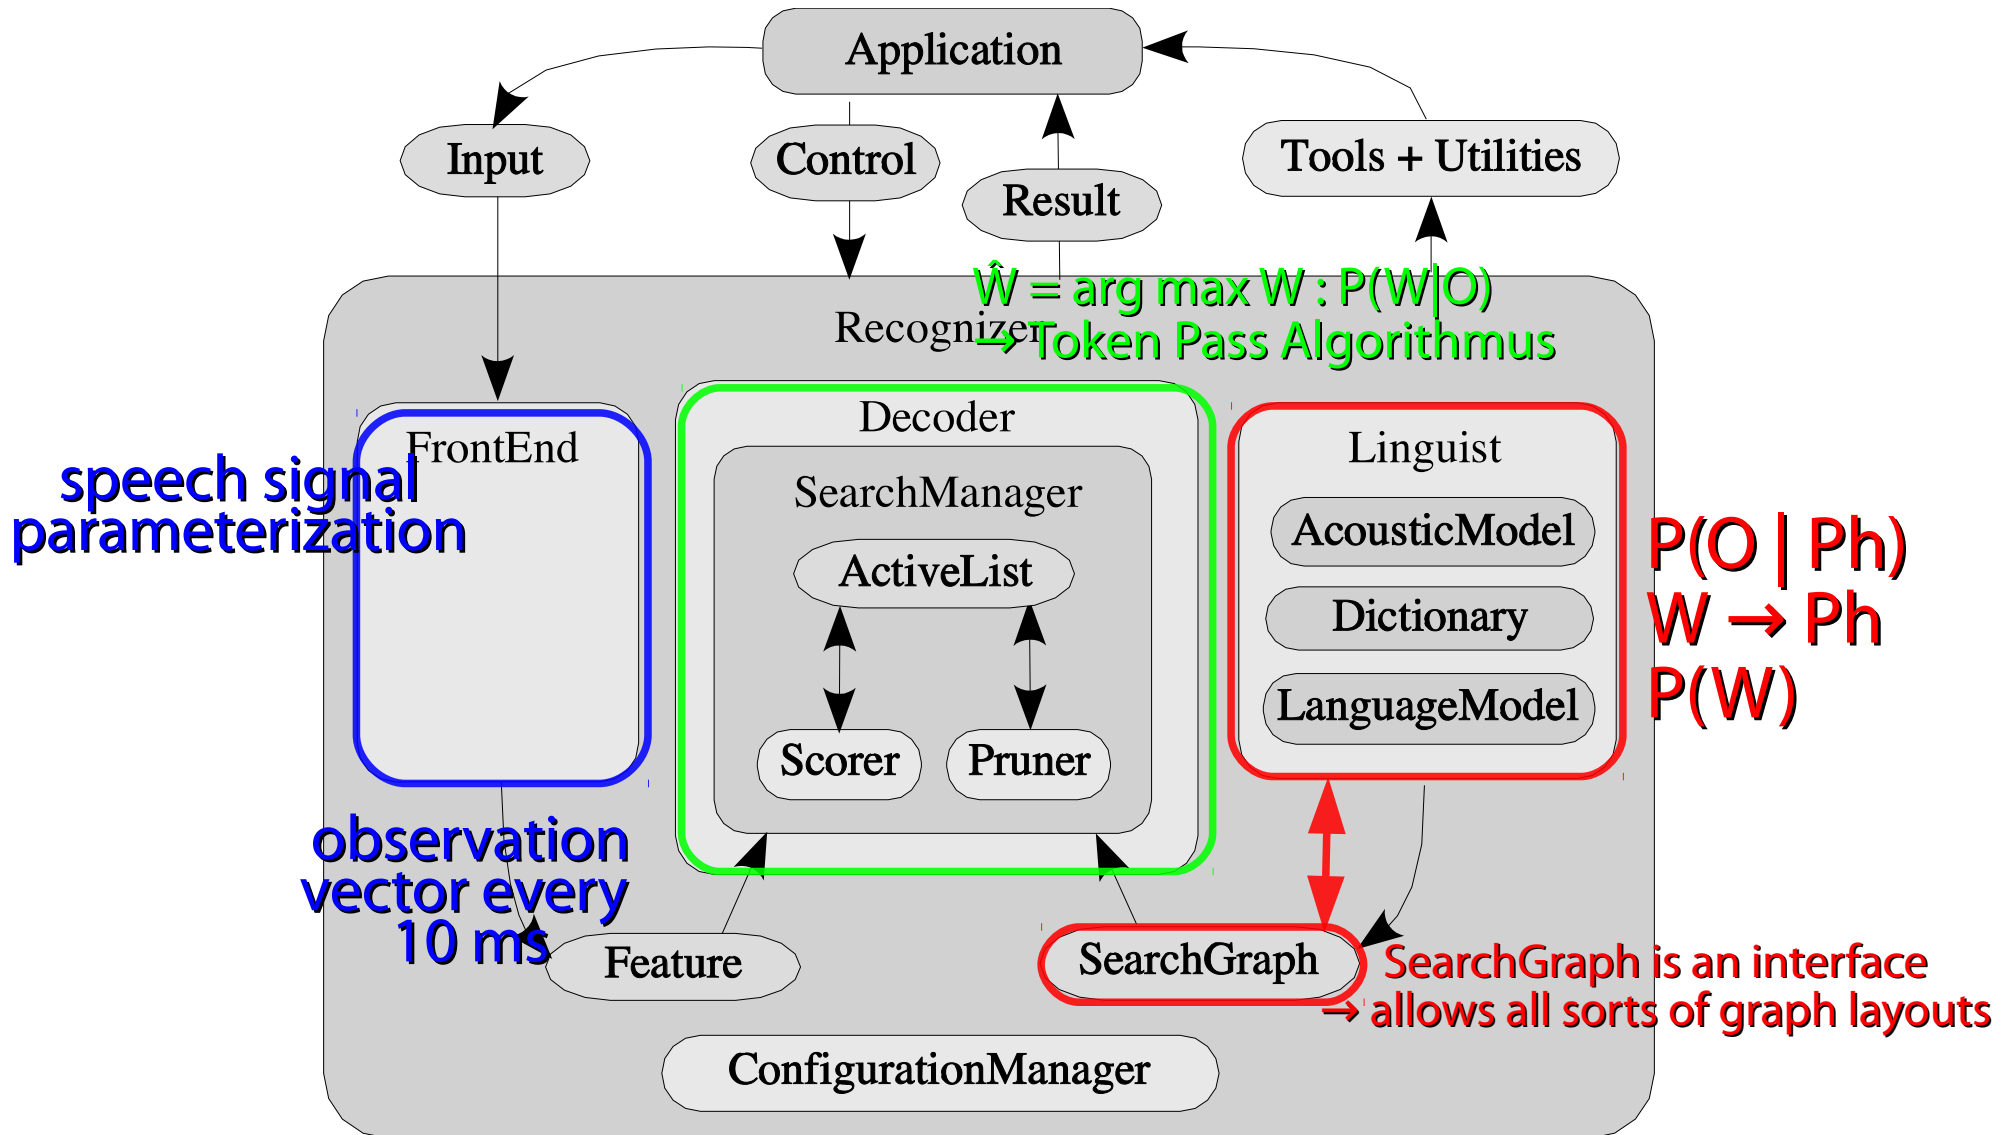 Application
Input
Control
Result
Tools + Utilities
Ŵ = arg max W : P(W|O)
→ Token Pass Algorithmus
Recognizer
FrontEnd
speech signal
parameterization
Decoder
SearchManager
ActiveList
Scorer
Pruner
Linguist
AcousticModel
Dictionary
LanguageModel
P(O | Ph)
W → Ph
P(W)
observation
vector every
10 ms
Feature
SearchGraph
SearchGraph is an interface
→ allows all sorts of graph layouts
ConfigurationManager